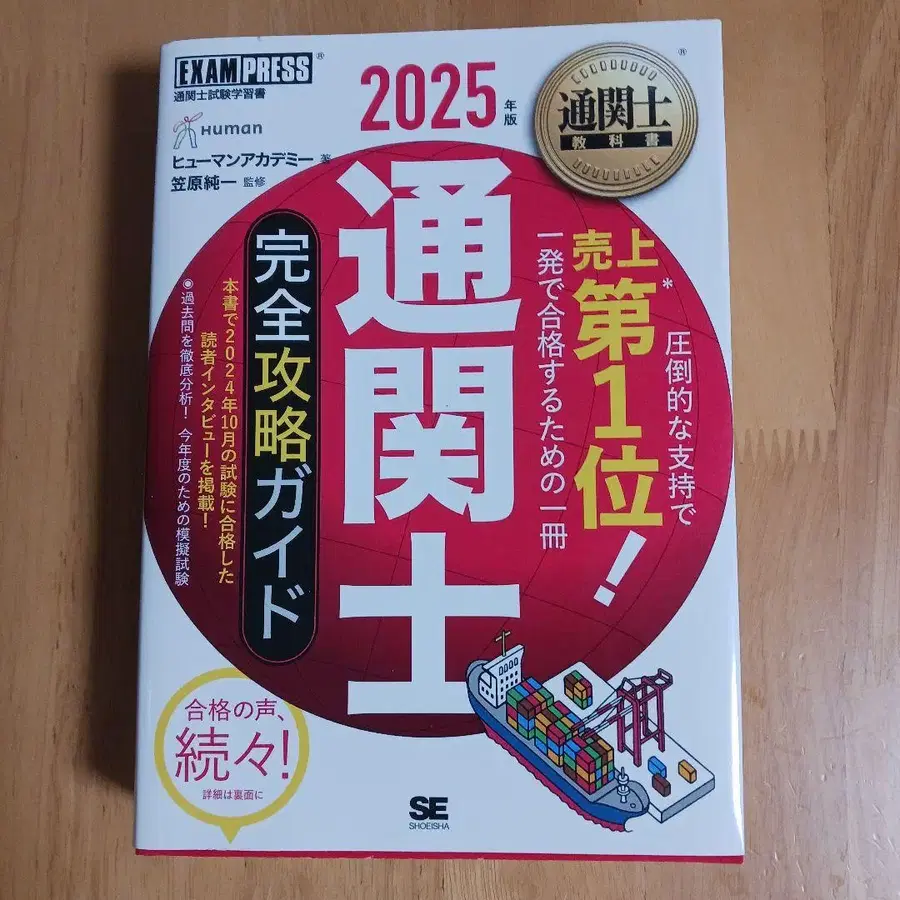 EXAMPRESS®
通関士試験学習書
Human
ヒューマンアカデミー 著
笠原純一 監修
2025年版
通関士®
教科書
圧倒的な支持で
売上*第1位!
一発で合格するための一冊
通関士
完全攻略ガイド
本書で2024年10月の試験に合格した
読者インタビューを掲載!
◉過去問を徹底分析! 今年度のための模擬試験
合格の声、
続々!
詳細は裏面に
SE
SHOEISHA